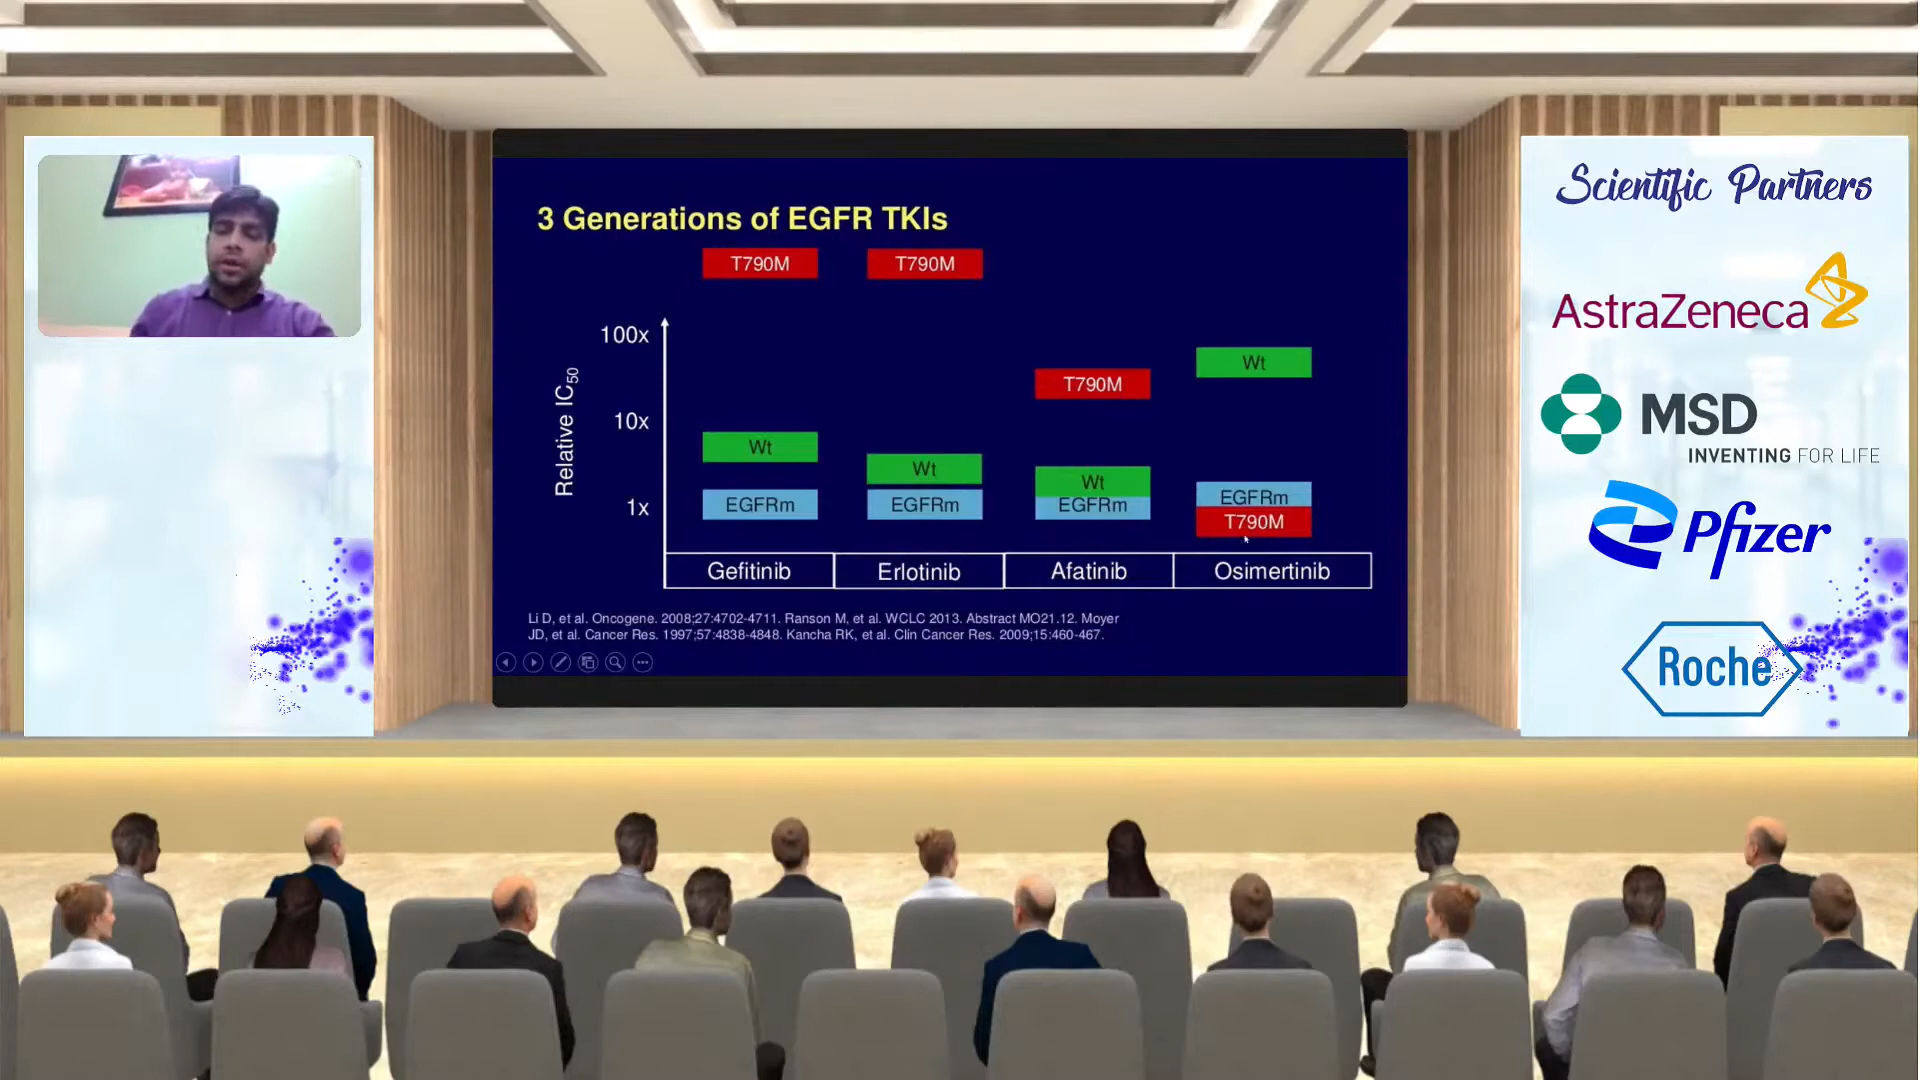 3 Generations of EGFR TKIs
T790M T790M
100x
Wt
T790M
10x
Wt
Wt
Wt
EGFRm
1x
EGFRm EGFRm EGFRm
T790M
Relative IC50
Gefitinib Erlotinib Afatinib Osimertinib
Li D, et al. Oncogene. 2008;27:4702-4711. Ranson M, et al. WCLC 2013. Abstract MO21.12. Moyer
JD, et al. Cancer Res. 1997;57:4838-4848. Kancha RK, et al. Clin Cancer Res. 2009;15:460-467.
Scientific Partners
AstraZeneca
MSD
INVENTING FOR LIFE
Pfizer
Roche